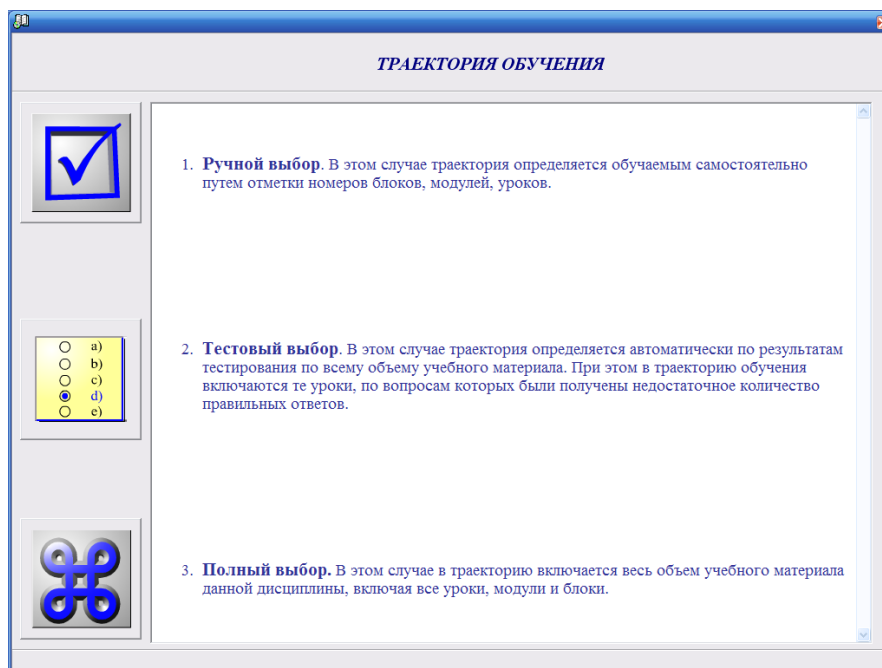 ТРАЕКТОРИЯ ОБУЧЕНИЯ
1. Ручной выбор. В этом случае траектория определяется обучаемым самостоятельно
путем отметки номеров блоков, модулей, уроков.
a)
b)
c)
d)
e)
2. Тестовый выбор. В этом случае траектория определяется автоматически по результатам
тестирования по всему объему учебного материала. При этом в траекторию обучения
включаются те уроки, по вопросам которых были получены недостаточное количество
правильных ответов.
3. Полный выбор. В этом случае в траекторию включается весь объем учебного материала
данной дисциплины, включая все уроки, модули и блоки.